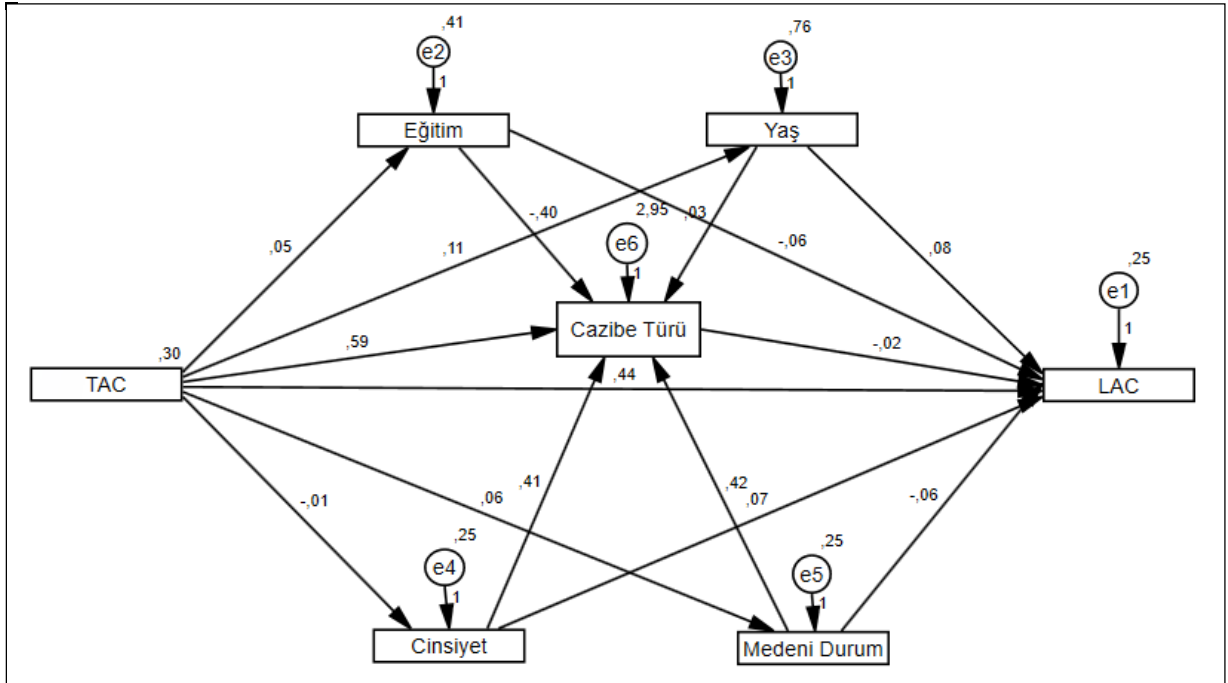 ,41
,76
e2
e3
1
1
Eğitim
Yaş
-,40
2,95
,03
e6
-,06
,08
,25
,05
,11
1
e1
1
Cazibe Türü
,30
,59
-,02
TAC
,44
LAC
-,01
,06
,41
,42
,07
-,06
,25
,25
e4
e5
1
1
Cinsiyet
Medeni Durum